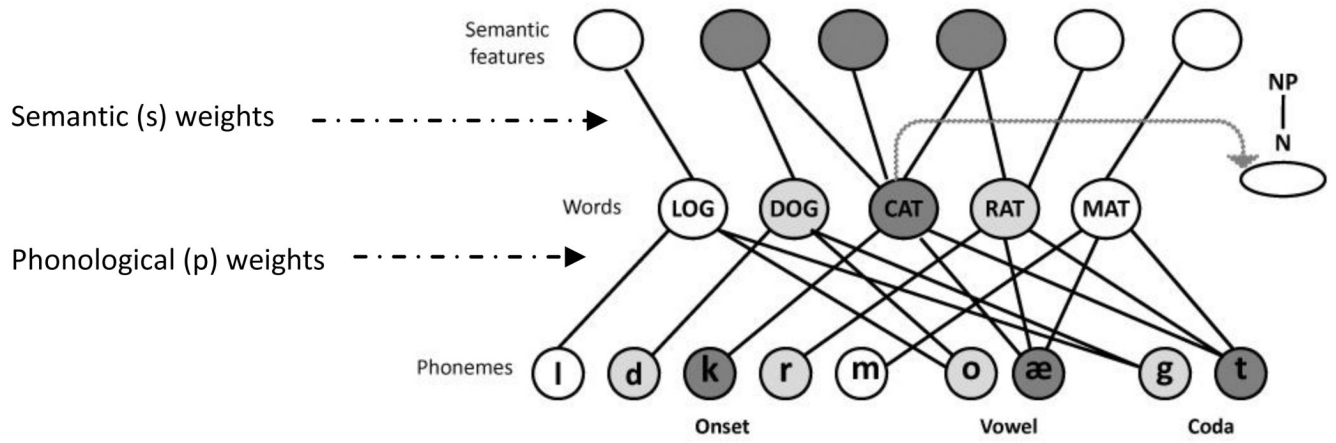 Semantic
features
Semantic (s) weights
NP
N
Words
LOG DOG CAT RAT MAT
Phonological (p) weights
Phonemes
l d k r m o æ g t
Onset Vowel Coda